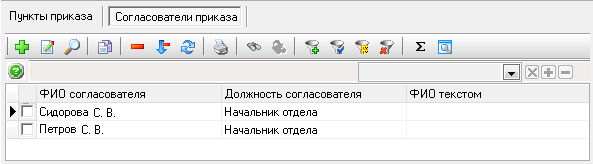 Пункты приказа Согласователи приказа
ФИО согласователя Должность согласователя ФИО текстом
Сидорова С. В. Начальник отдела
Петров С. В. Начальник отдела